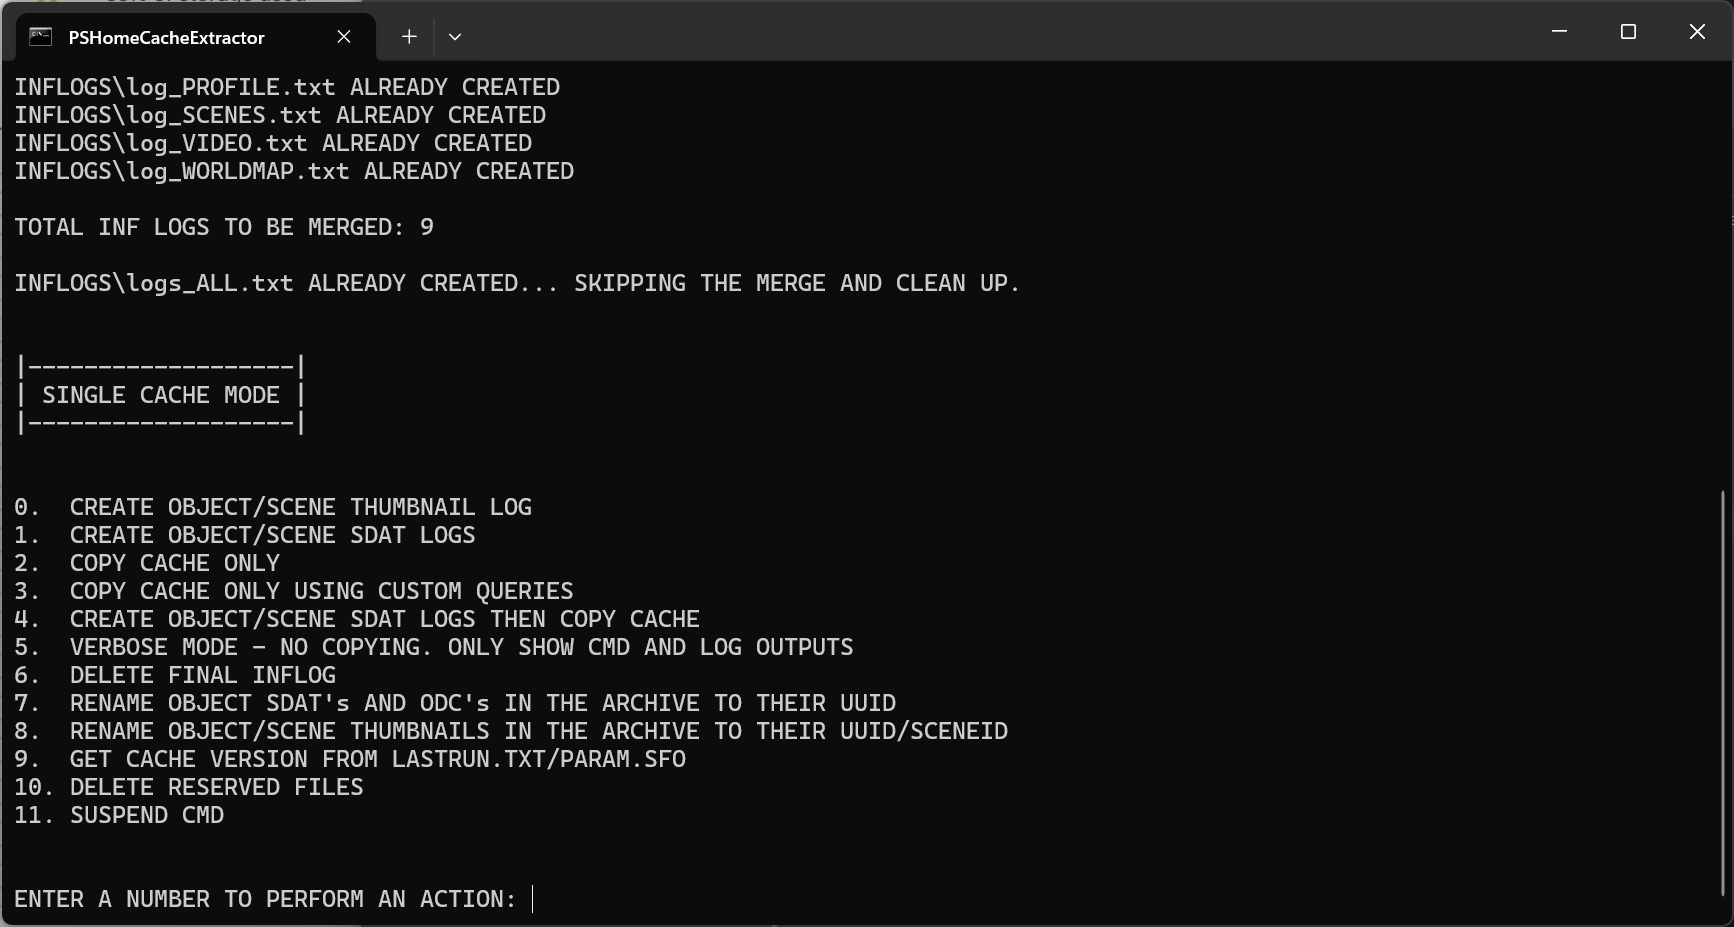 PSHomeCacheExtractor
INFLOGS\log_PROFILE.txt ALREADY CREATED
INFLOGS\log_SCENES.txt ALREADY CREATED
INFLOGS\log_VIDEO.txt ALREADY CREATED
INFLOGS\log_WORLDMAP.txt ALREADY CREATED
TOTAL INF LOGS TO BE MERGED: 9
INFLOGS\logs_ALL.txt ALREADY CREATED... SKIPPING THE MERGE AND CLEAN UP.
|-------------------|
| SINGLE CACHE MODE |
|-------------------|
0.  CREATE OBJECT/SCENE THUMBNAIL LOG
1.  CREATE OBJECT/SCENE SDAT LOGS
2.  COPY CACHE ONLY
3.  COPY CACHE ONLY USING CUSTOM QUERIES
4.  CREATE OBJECT/SCENE SDAT LOGS THEN COPY CACHE
5.  VERBOSE MODE - NO COPYING. ONLY SHOW CMD AND LOG OUTPUTS
6.  DELETE FINAL INFLOG
7.  RENAME OBJECT SDAT's AND ODC's IN THE ARCHIVE TO THEIR UUID
8.  RENAME OBJECT/SCENE THUMBNAILS IN THE ARCHIVE TO THEIR UUID/SCENEID
9.  GET CACHE VERSION FROM LASTRUN.TXT/PARAM.SFO
10. DELETE RESERVED FILES
11. SUSPEND CMD
ENTER A NUMBER TO PERFORM AN ACTION: